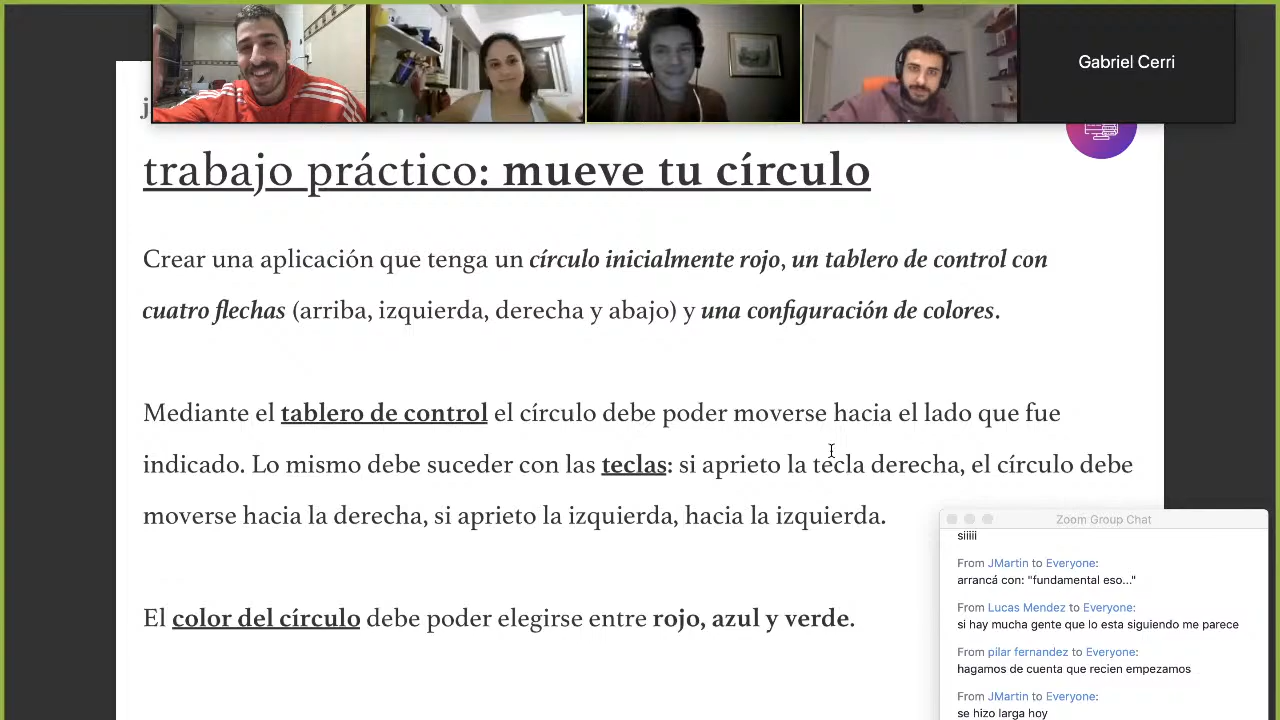 Gabriel Cerri
j
trabajo práctico: mueve tu círculo
Crear una aplicación que tenga un círculo inicialmente rojo, un tablero de control con
cuatro flechas (arriba, izquierda, derecha y abajo) y una configuración de colores.
Mediante el tablero de control el círculo debe poder moverse hacia el lado que fue
indicado. Lo mismo debe suceder con las teclas: si aprieto la tecla derecha, el círculo debe
moverse hacia la derecha, si aprieto la izquierda, hacia la izquierda.
El color del círculo debe poder elegirse entre rojo, azul y verde.
Zoom Group Chat
siiiii
From JMartin to Everyone:
arrancá con: "fundamental eso..."
From Lucas Mendez to Everyone:
si hay mucha gente que lo esta siguiendo me parece
From pilar fernandez to Everyone:
hagamos de cuenta que recien empezamos
From JMartin to Everyone:
se hizo larga hoy